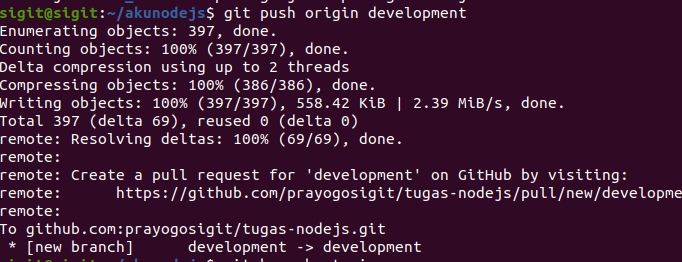 sigit@sigit:~/akunodejs$ git push origin development
Enumerating objects: 397, done.
Counting objects: 100% (397/397), done.
Delta compression using up to 2 threads
Compressing objects: 100% (386/386), done.
Writing objects: 100% (397/397), 558.42 KiB | 2.39 MiB/s, done.
Total 397 (delta 69), reused 0 (delta 0)
remote: Resolving deltas: 100% (69/69), done.
remote:
remote: Create a pull request for 'development' on GitHub by visiting:
remote:      https://github.com/prayogosigit/tugas-nodejs/pull/new/developme
remote:
To github.com:prayogosigit/tugas-nodejs.git
 * [new branch]      development -> development